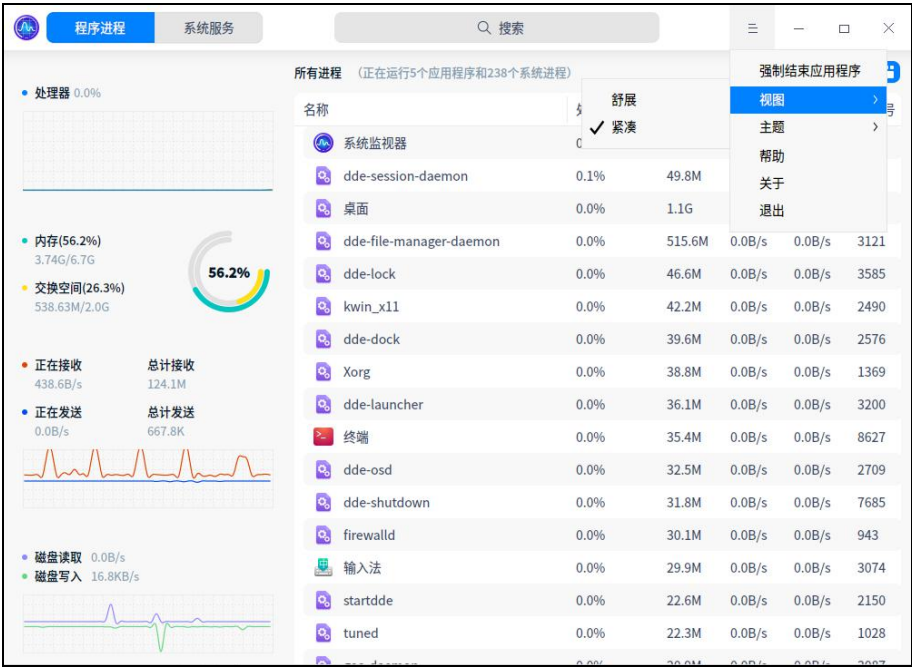 程序进程
系统服务
搜索
强制结束应用程序
视图
主题
帮助
关于
退出
舒展
紧凑
处理器 0.0%
内存(56.2%)
3.74G/6.7G
交换空间(26.3%)
538.63M/2.0G
56.2%
正在接收 总计接收
438.6B/s 124.1M
正在发送 总计发送
0.0B/s 667.8K
磁盘读取 0.0B/s
磁盘写入 16.8KB/s
所有进程 (正在运行5个应用程序和238个系统进程)
名称 号
系统监视器
dde-session-daemon 0.1% 49.8M
桌面 0.0% 1.1G
dde-file-manager-daemon 0.0% 515.6M 0.0B/s 0.0B/s 3121
dde-lock 0.0% 46.6M 0.0B/s 0.0B/s 3585
kwin_x11 0.0% 42.2M 0.0B/s 0.0B/s 2490
dde-dock 0.0% 39.6M 0.0B/s 0.0B/s 2576
Xorg 0.0% 38.8M 0.0B/s 0.0B/s 1369
dde-launcher 0.0% 36.1M 0.0B/s 0.0B/s 3200
终端 0.0% 35.4M 0.0B/s 0.0B/s 8627
dde-osd 0.0% 32.5M 0.0B/s 0.0B/s 2709
dde-shutdown 0.0% 31.8M 0.0B/s 0.0B/s 7685
firewalld 0.0% 30.1M 0.0B/s 0.0B/s 943
输入法 0.0% 29.9M 0.0B/s 0.0B/s 3074
startdde 0.0% 22.6M 0.0B/s 0.0B/s 2150
tuned 0.0% 22.3M 0.0B/s 0.0B/s 1028